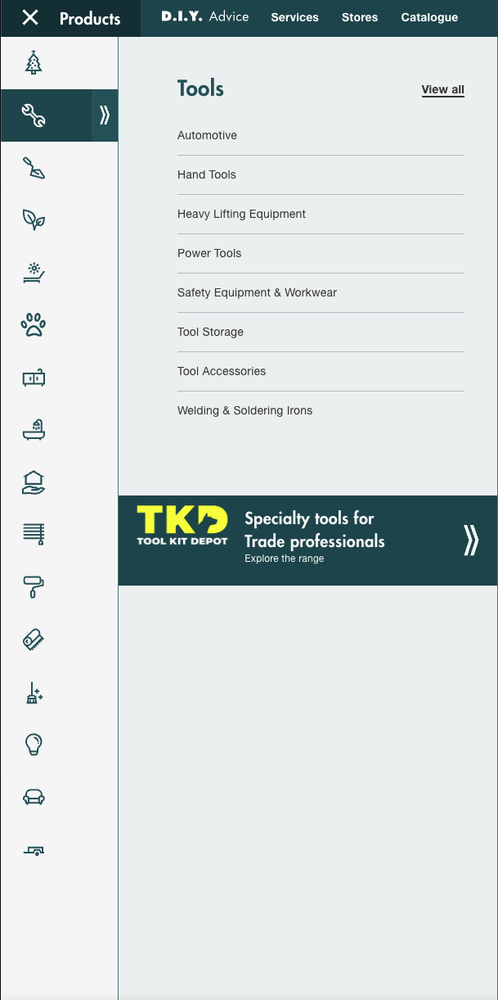 Products
D.I.Y. Advice
Services
Stores
Catalogue
Tools
View all
Automotive
Hand Tools
Heavy Lifting Equipment
Power Tools
Safety Equipment & Workwear
Tool Storage
Tool Accessories
Welding & Soldering Irons
TKD
TOOL KIT DEPOT
Specialty tools for
Trade professionals
Explore the range